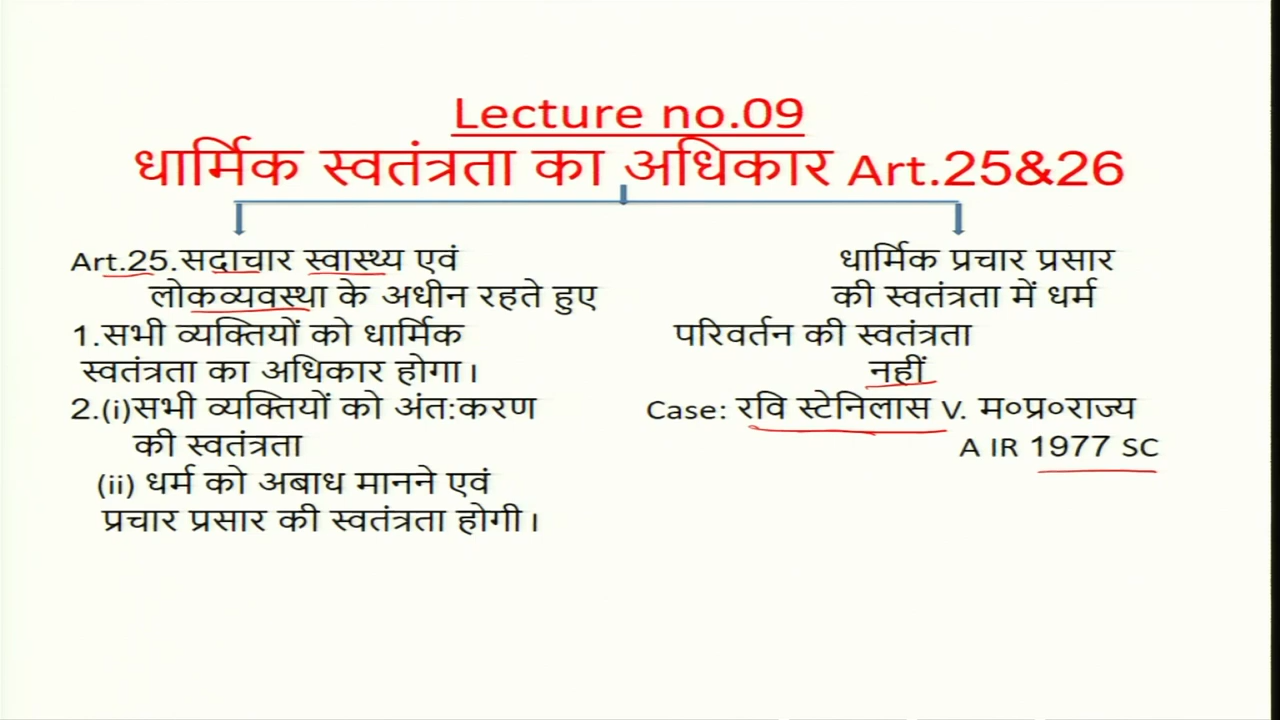 Lecture no.09
धार्मिक स्वतंत्रता का अधिकार Art.25&26
Art.25.सदाचार स्वास्थ्य एवं
लोकव्यवस्था के अधीन रहते हुए
1.सभी व्यक्तियों को धार्मिक
स्वतंत्रता का अधिकार होगा।
2.(i)सभी व्यक्तियों को अंत:करण
की स्वतंत्रता
(ii) धर्म को अबाध मानने एवं
प्रचार प्रसार की स्वतंत्रता होगी।
धार्मिक प्रचार प्रसार
की स्वतंत्रता में धर्म
परिवर्तन की स्वतंत्रता
नहीं
Case: रवि स्टेनिलास V. म०प्र०राज्य
A IR 1977 SC